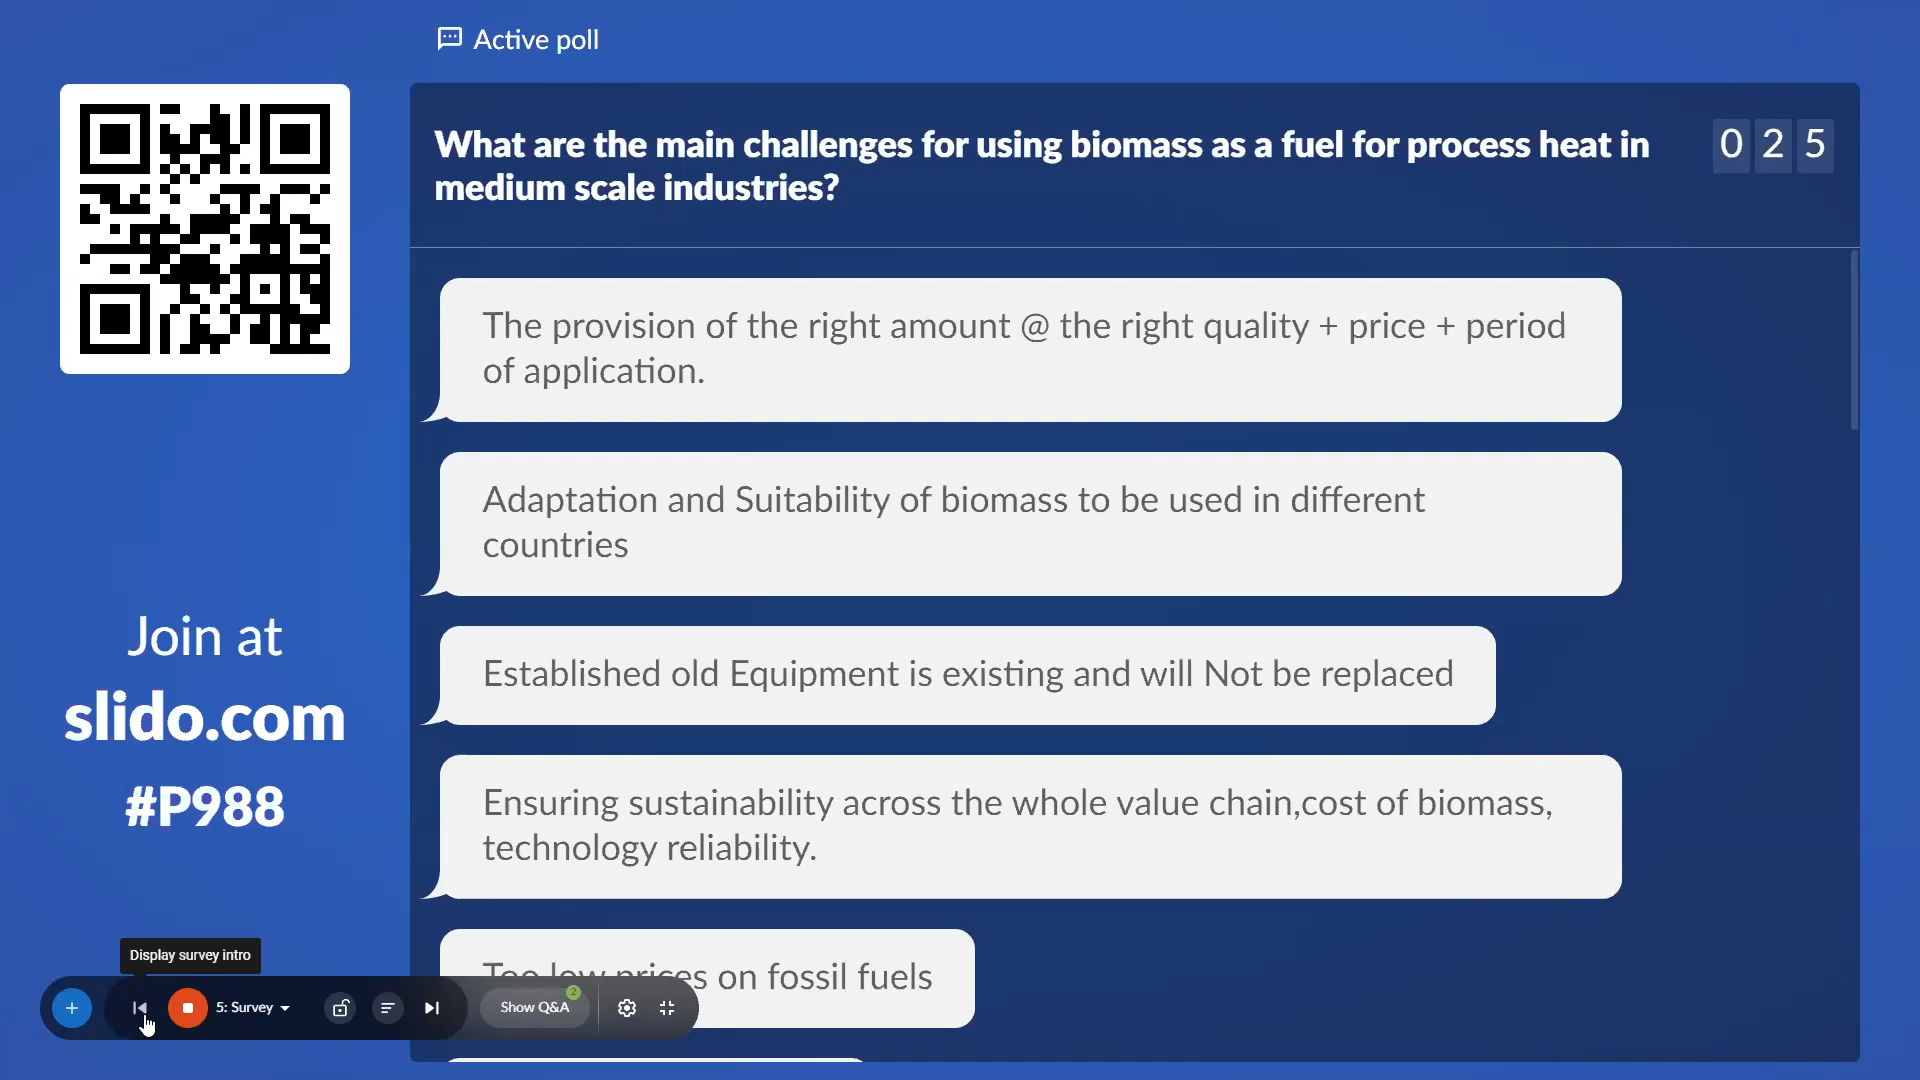 Active poll
What are the main challenges for using biomass as a fuel for process heat in
medium scale industries?
025
The provision of the right amount @ the right quality + price + period
of application.
Adaptation and Suitability of biomass to be used in different
countries
Established old Equipment is existing and will Not be replaced
Ensuring sustainability across the whole value chain,cost of biomass,
technology reliability.
Too low prices on fossil fuels
Join at
slido.com
#P988
Display survey intro
5: Survey
Show Q&A
2